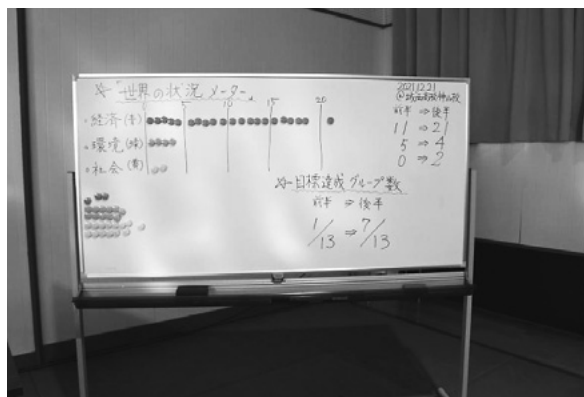 ☆「世界の状況メーター」
0 5 10 15 20
・経済(青)
・環境(緑)
・社会(黄)
2021.12.21
前半 ⇒ 後半
11 ⇒ 21
5 ⇒ 4
0 ⇒ 2
☆目標達成グループ数
前半 ⇒ 後半
1/13 ⇒ 7/13